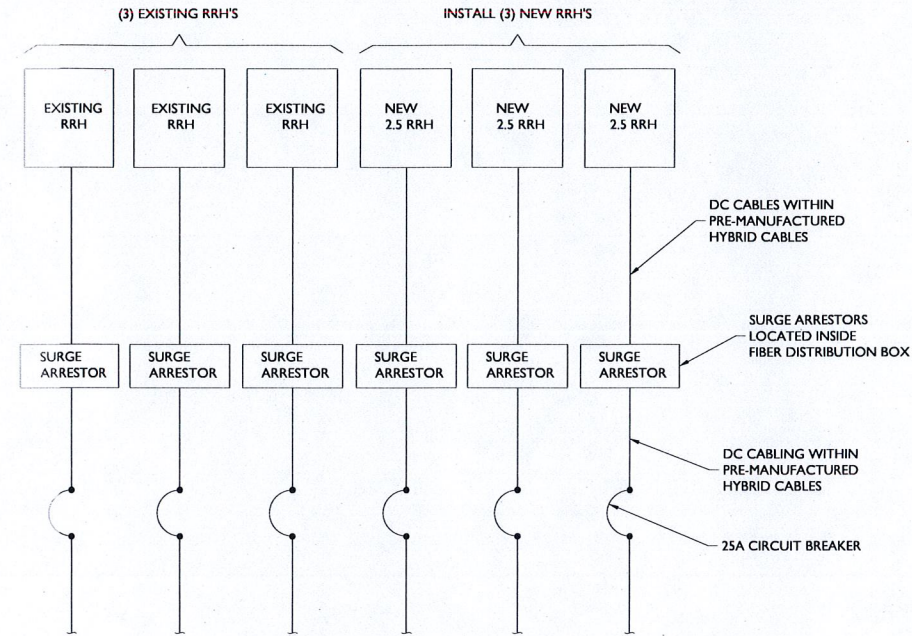 (3) EXISTING RRH'S
INSTALL (3) NEW RRH'S
EXISTING
RRH
EXISTING
RRH
EXISTING
RRH
NEW
2.5 RRH
NEW
2.5 RRH
NEW
2.5 RRH
DC CABLES WITHIN
PRE-MANUFACTURED
HYBRID CABLES
SURGE
ARRESTOR
SURGE
ARRESTOR
SURGE
ARRESTOR
SURGE
ARRESTOR
SURGE
ARRESTOR
SURGE
ARRESTOR
SURGE ARRESTORS
LOCATED INSIDE
FIBER DISTRIBUTION BOX
DC CABLING WITHIN
PRE-MANUFACTURED
HYBRID CABLES
25A CIRCUIT BREAKER